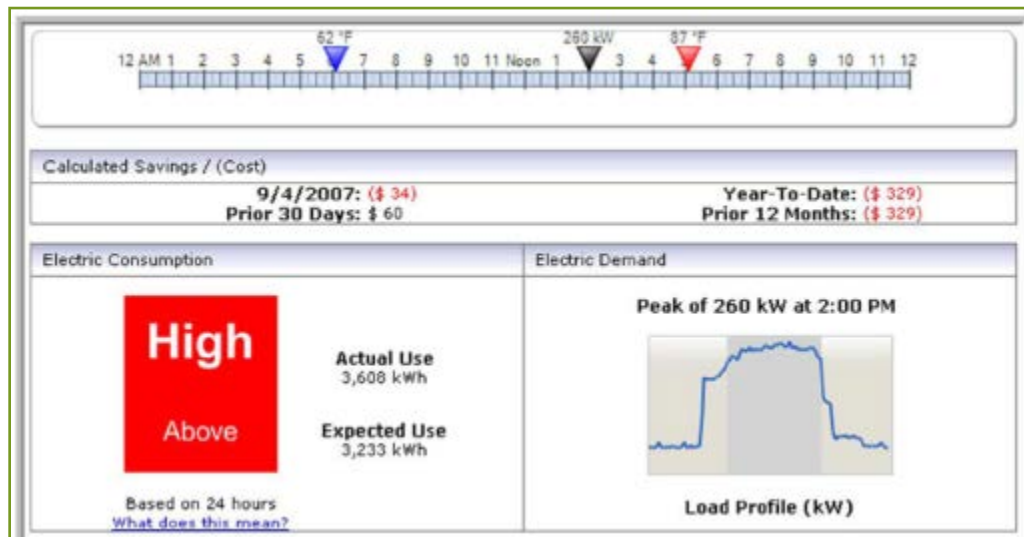 62 °F 260 kW 87 °F
12 AM 1 2 3 4 5 7 8 9 10 11 Noon 1 3 4 6 7 8 9 10 11 12
Calculated Savings / (Cost)
9/4/2007: ($ 34) Year-To-Date: ($ 329)
Prior 30 Days: $ 60 Prior 12 Months: ($ 329)
Electric Consumption
Electric Demand
High
Above
Actual Use
3,608 kWh
Expected Use
3,233 kWh
Based on 24 hours
What does this mean?
Peak of 260 kW at 2:00 PM
Load Profile (kW)